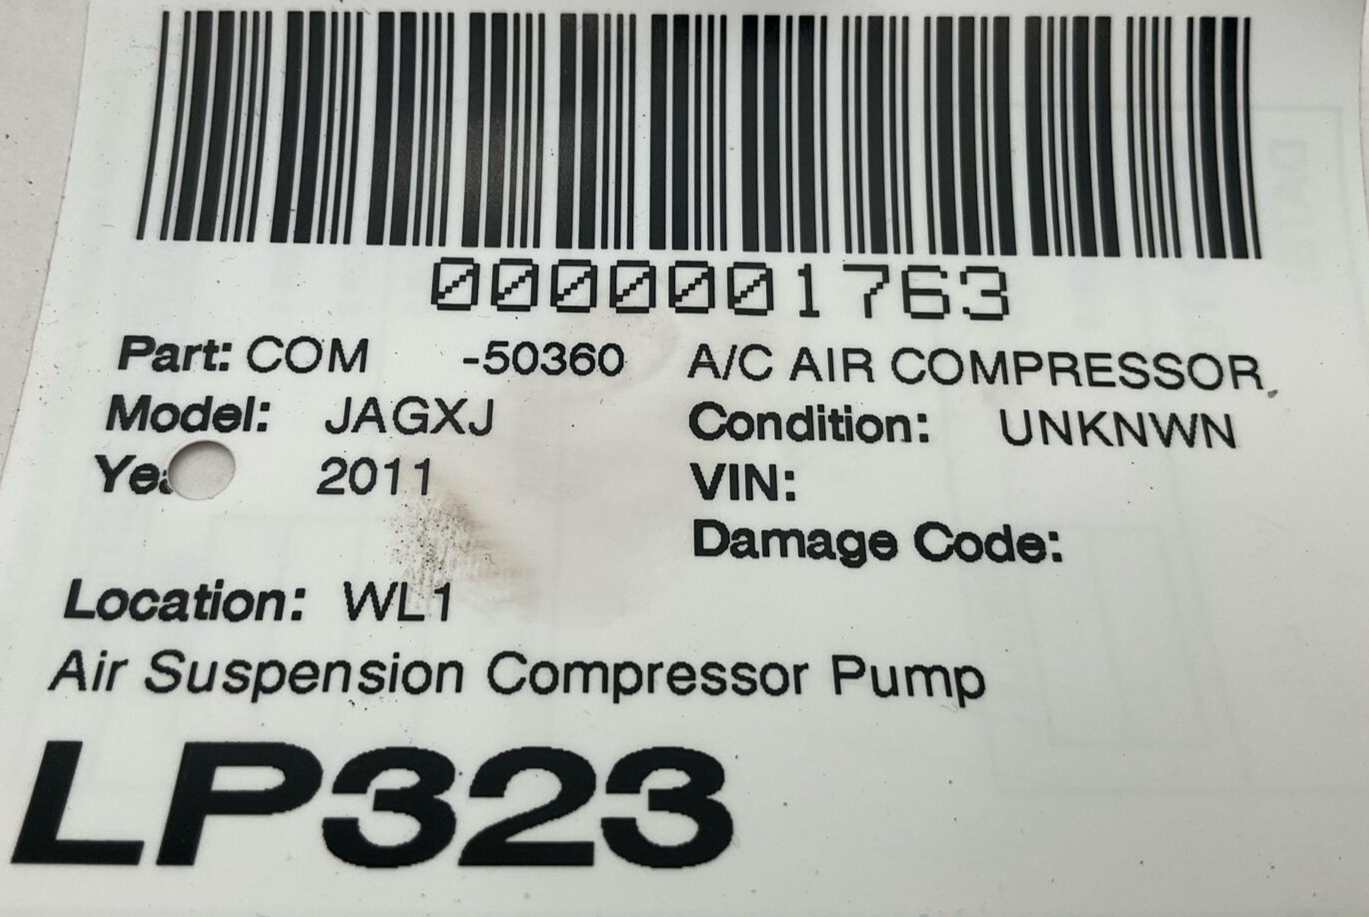 0000001763
Part: COM -50360 A/C AIR COMPRESSOR
Model: JAGXJ Condition: UNKNWN
2011 VIN:
Damage Code:
Location: WL1
Air Suspension Compressor Pump
LP323